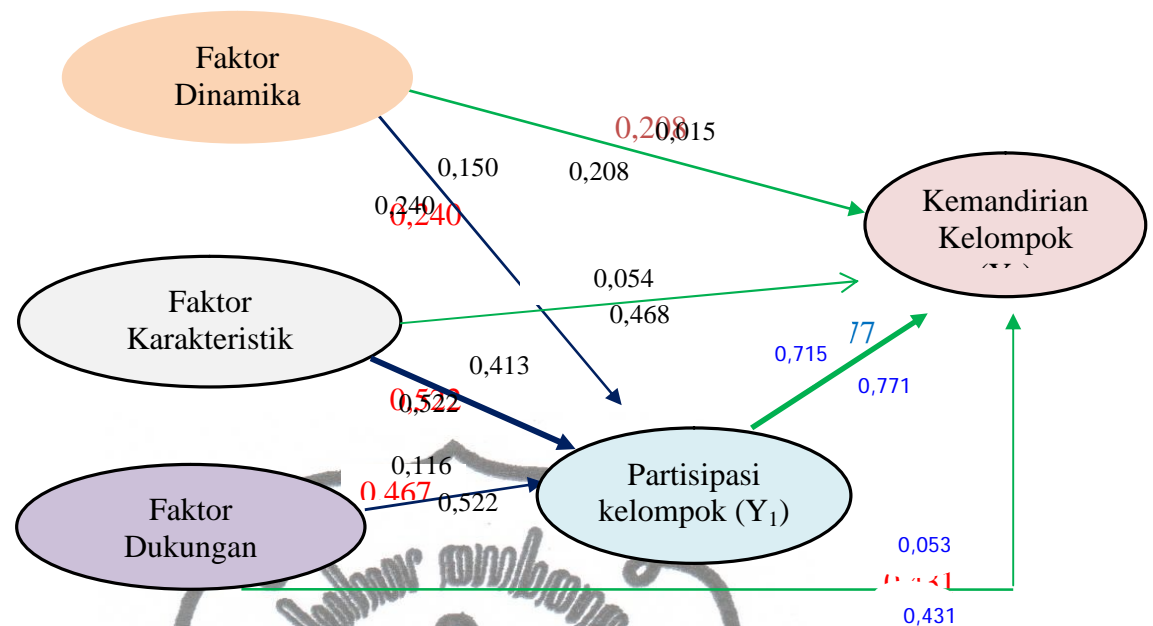 Faktor
Dinamika
0,208
0,015
0,208
0,150
0,240
0,240
Kemandirian
Kelompok
0,054
0,468
Faktor
Karakteristik
0,715
0,771
0,413
0,522
0,522
0,116
0,467
0,522
Partisipasi
kelompok (Y₁)
Faktor
Dukungan
0,053
0,431